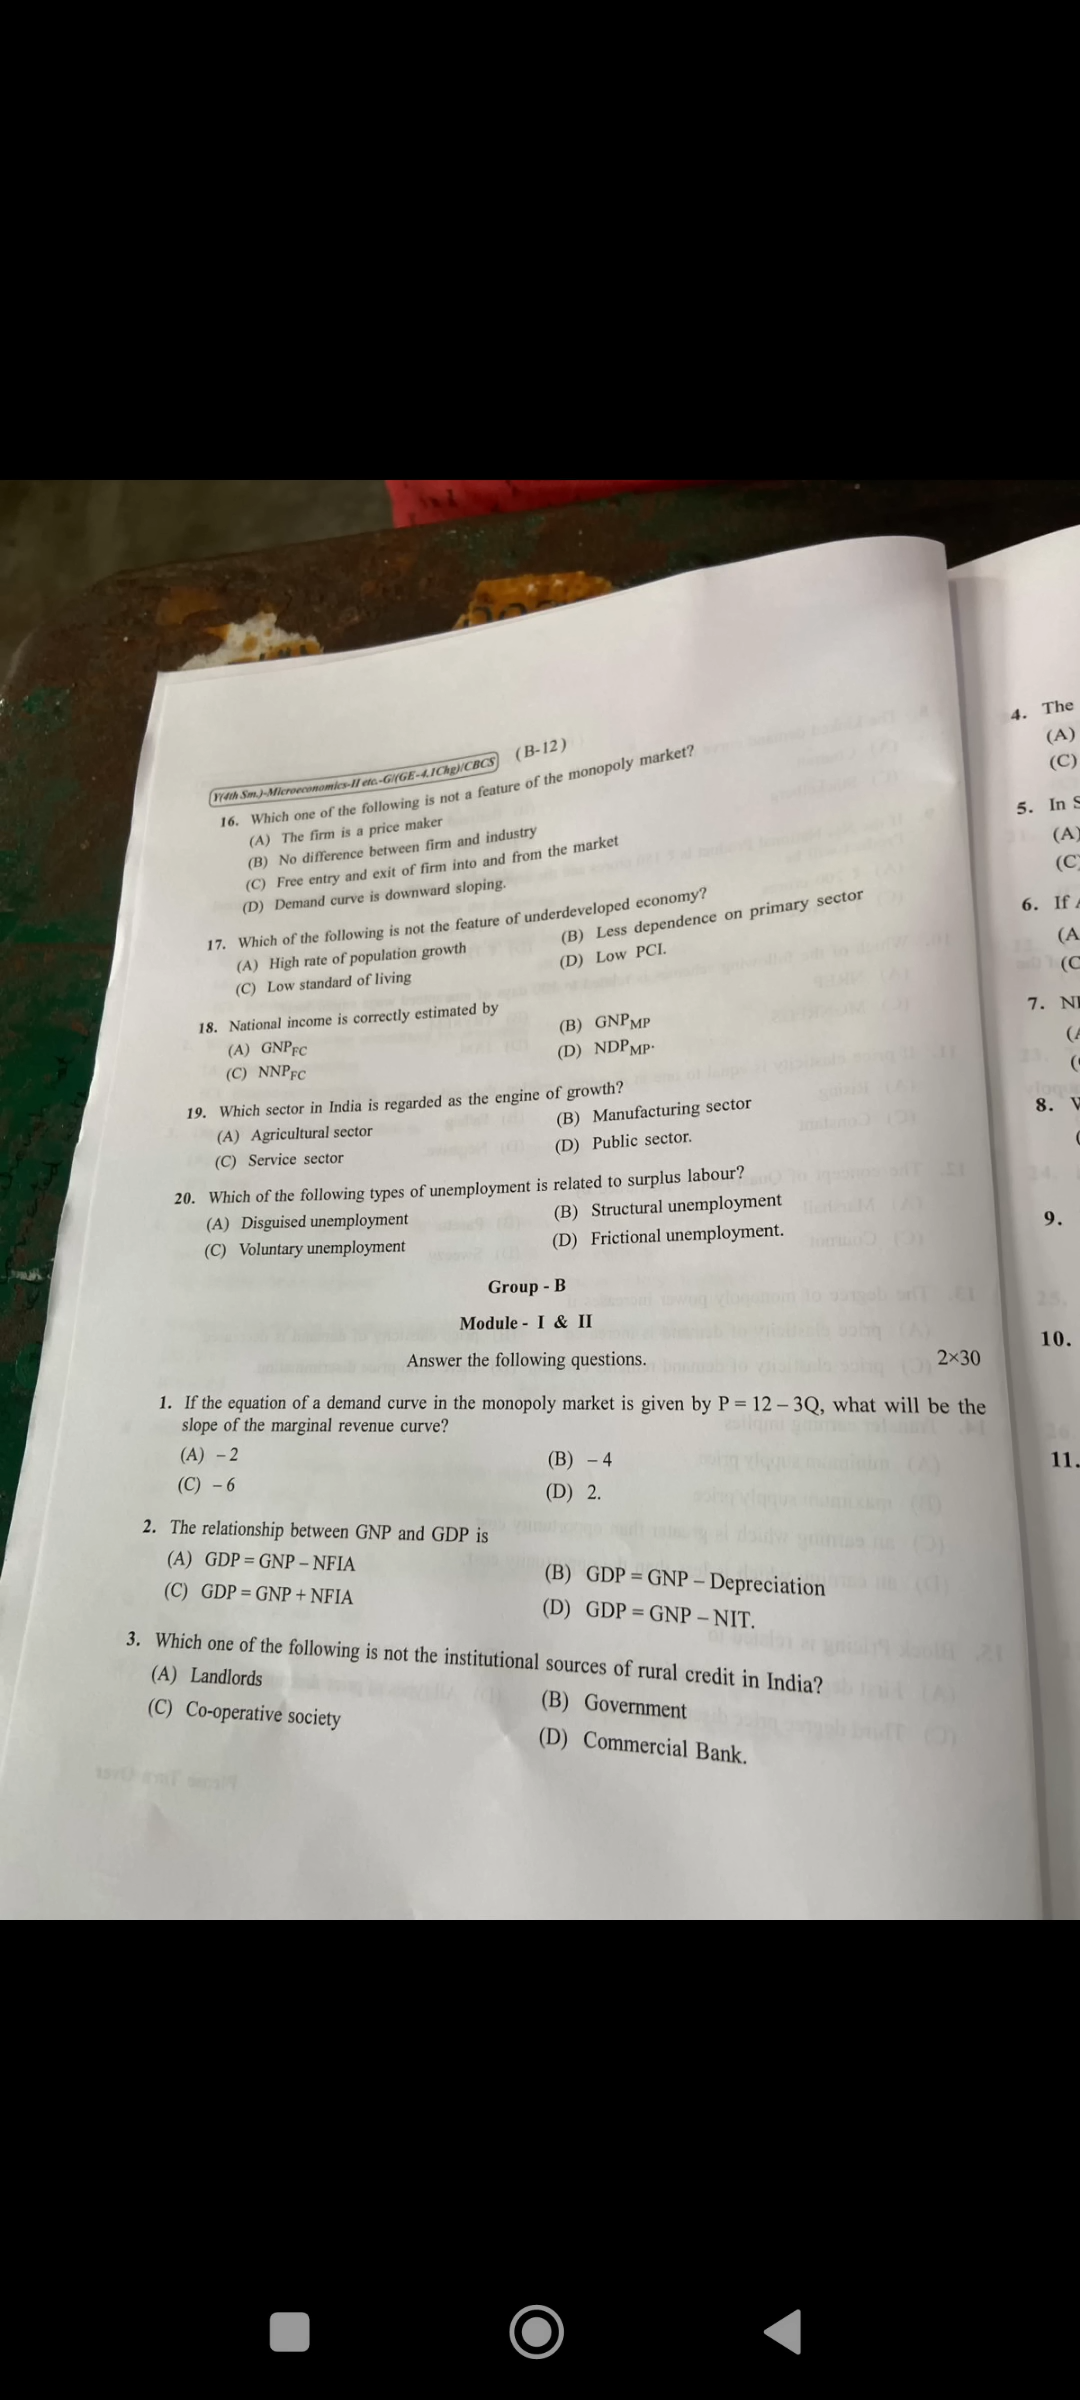 Y(4th Sm.)-Microeconomics-II etc.-G/(GE-4.1Chg)/CBCS
(B-12)
16. Which one of the following is not a feature of the monopoly market?
(A) The firm is a price maker
(B) No difference between firm and industry
(C) Free entry and exit of firm into and from the market
(D) Demand curve is downward sloping.
17. Which of the following is not the feature of underdeveloped economy?
(A) High rate of population growth
(B) Less dependence on primary sector
(C) Low standard of living
(D) Low PCI.
18. National income is correctly estimated by
(A) GNPFC
(B) GNPMP
(C) NNPFC
(D) NDPMP.
19. Which sector in India is regarded as the engine of growth?
(A) Agricultural sector
(B) Manufacturing sector
(C) Service sector
(D) Public sector.
20. Which of the following types of unemployment is related to surplus labour?
(A) Disguised unemployment
(B) Structural unemployment
(C) Voluntary unemployment
(D) Frictional unemployment.
Group - B
Module - I & II
Answer the following questions. 2×30
1. If the equation of a demand curve in the monopoly market is given by P = 12 – 3Q, what will be the
slope of the marginal revenue curve?
(A) – 2
(B) – 4
(C) – 6
(D) 2.
2. The relationship between GNP and GDP is
(A) GDP = GNP – NFIA
(B) GDP = GNP – Depreciation
(C) GDP = GNP + NFIA
(D) GDP = GNP – NIT.
3. Which one of the following is not the institutional sources of rural credit in India?
(A) Landlords
(B) Government
(C) Co-operative society
(D) Commercial Bank.
4. The
(A)
(C)
5. In
(A)
(C)
6. If
(A
(C
7.
8.
9.
10.
11.